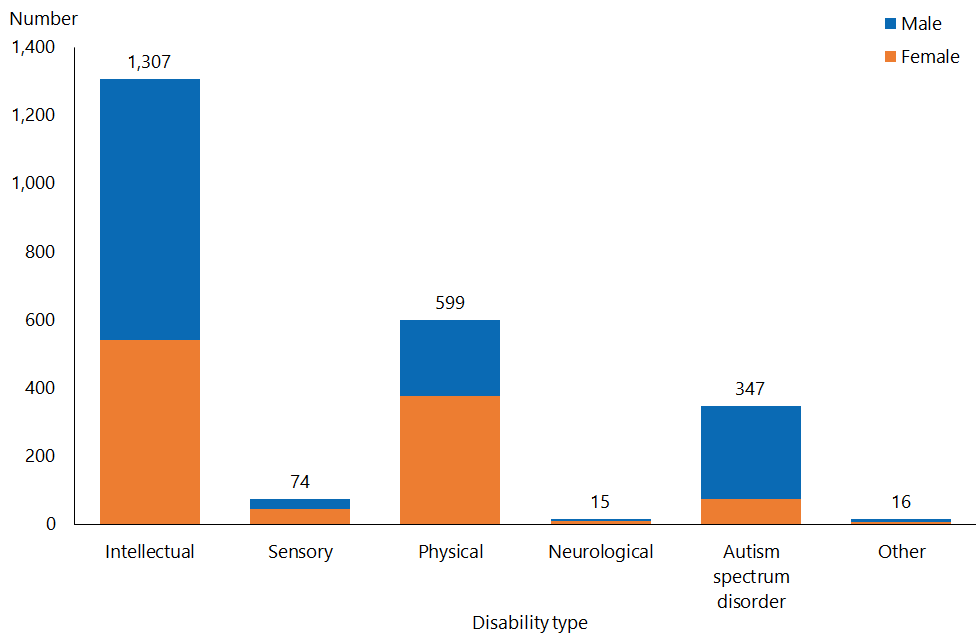 Number
Male
Female
1,400
1,200
1,000
800
600
400
200
0
1,307
74
599
15
347
16
Intellectual
Sensory
Physical
Neurological
Autism
spectrum
disorder
Other
Disability type